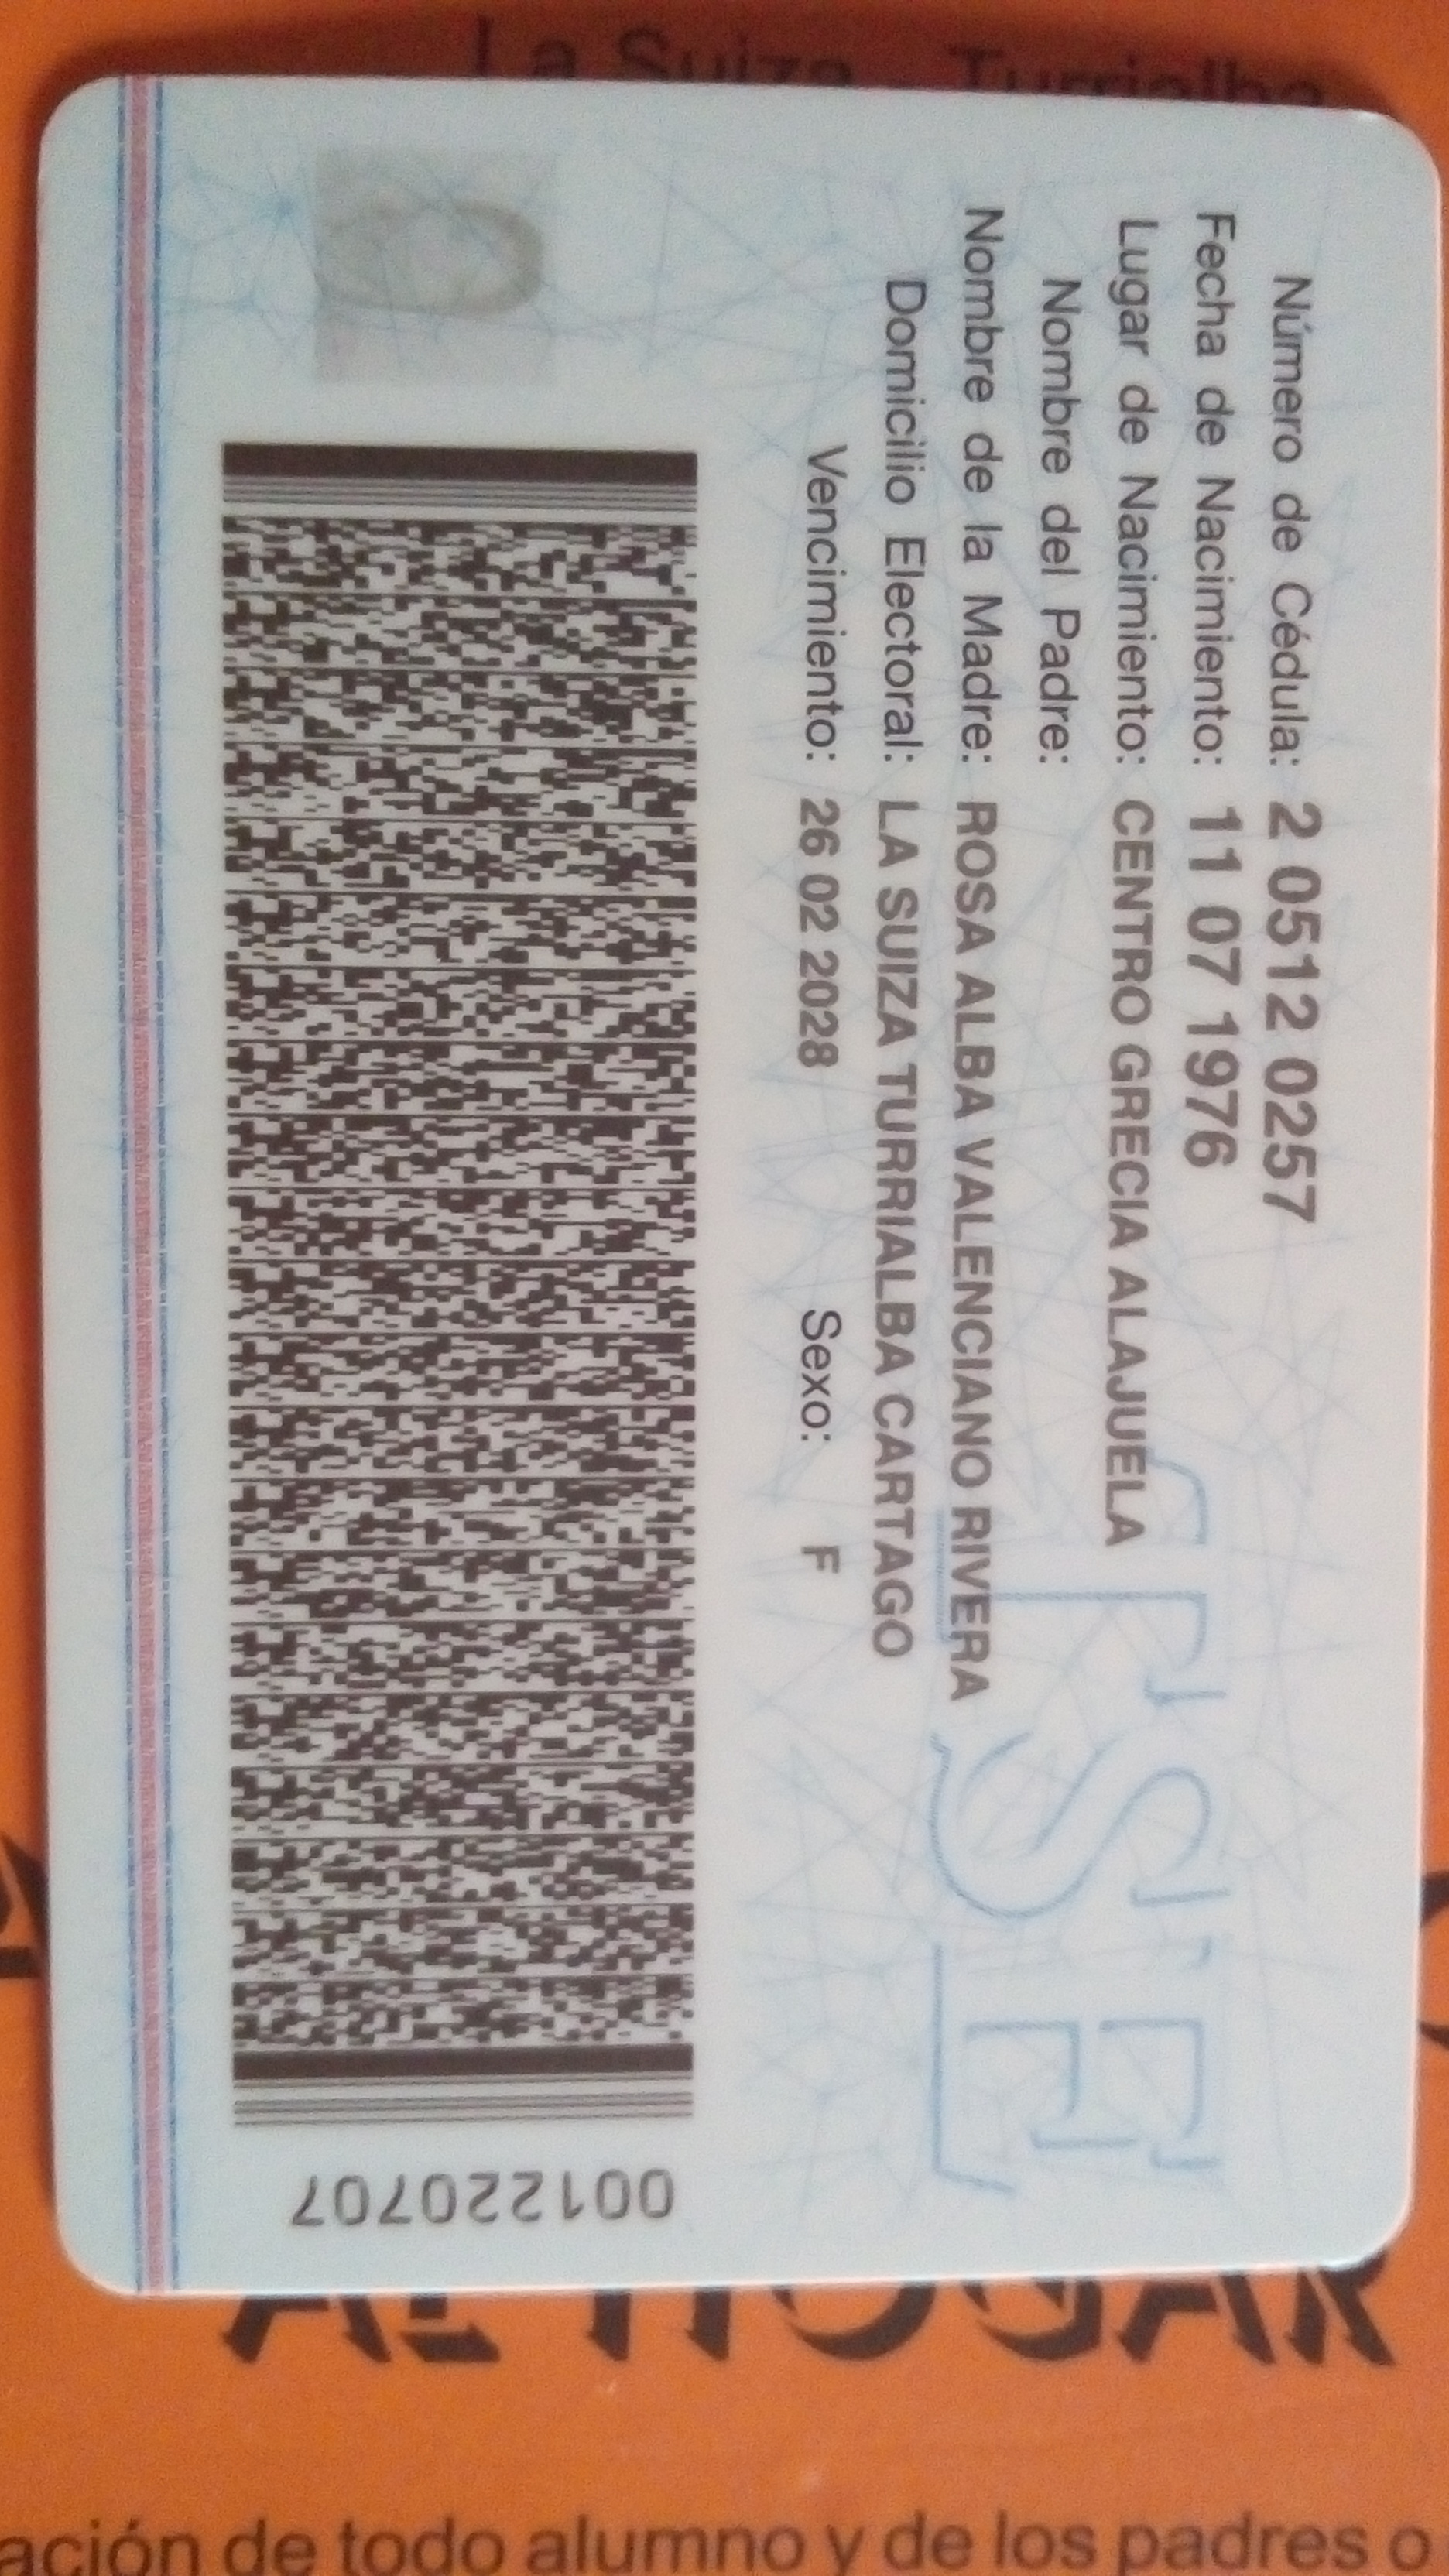 La Suiza Turrialba
Número de Cédula: 2 0512 0257
Fecha de Nacimiento: 11 07 1976
Lugar de Nacimiento: CENTRO GRECIA ALAJUELA
Nombre del Padre:
Nombre de la Madre: ROSA ALBA VALENCIANO RIVERA
Domicilio Electoral: LA SUIZA TURRIALBA CARTAGO
Vencimiento: 26 02 2028 Sexo: F
TSE
001220707
AL HOGAR
ación de todo alumno y de los padres o